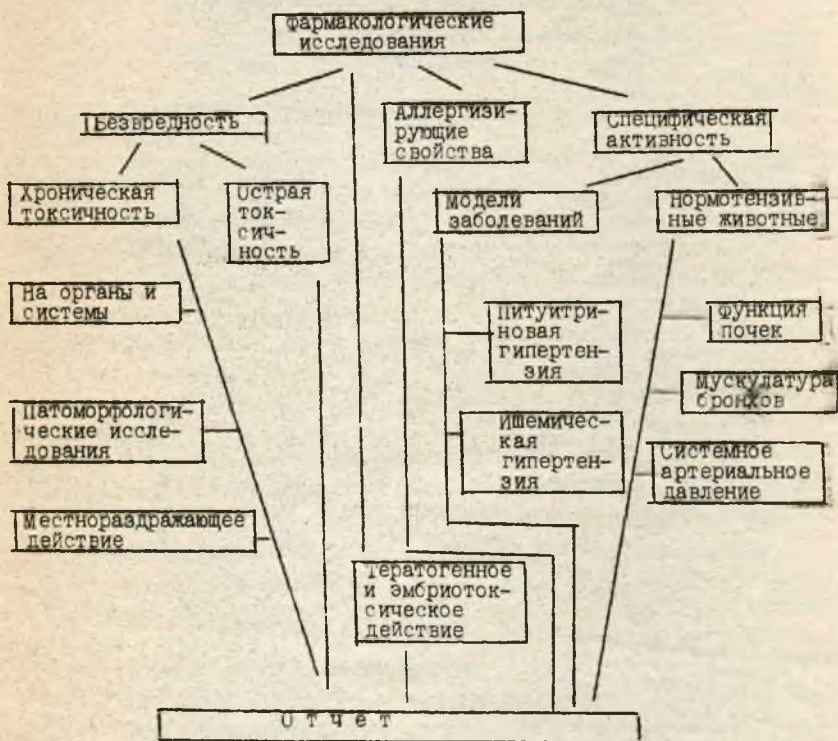 Фармакологические
исследования
Безвредность
Аллергизи-
рующие
свойства
Специфическая
активность
Хроническая
токсичность
Острая
ток-
сич-
ность
Модели
заболеваний
Нормотензив-
ные животные
На органы и
системы
Питуитри-
новая
гипертен-
зия
Функция
почек
Мускулатура
бронхов
Патоморфологи-
ческие иссле-
дования
Ишемичес-
кая
гипертен-
зия
Системное
артериальное
давление
Местнораздражающее
действие
Тератогенное
и эмбриоток-
сическое
действие
О т ч е т